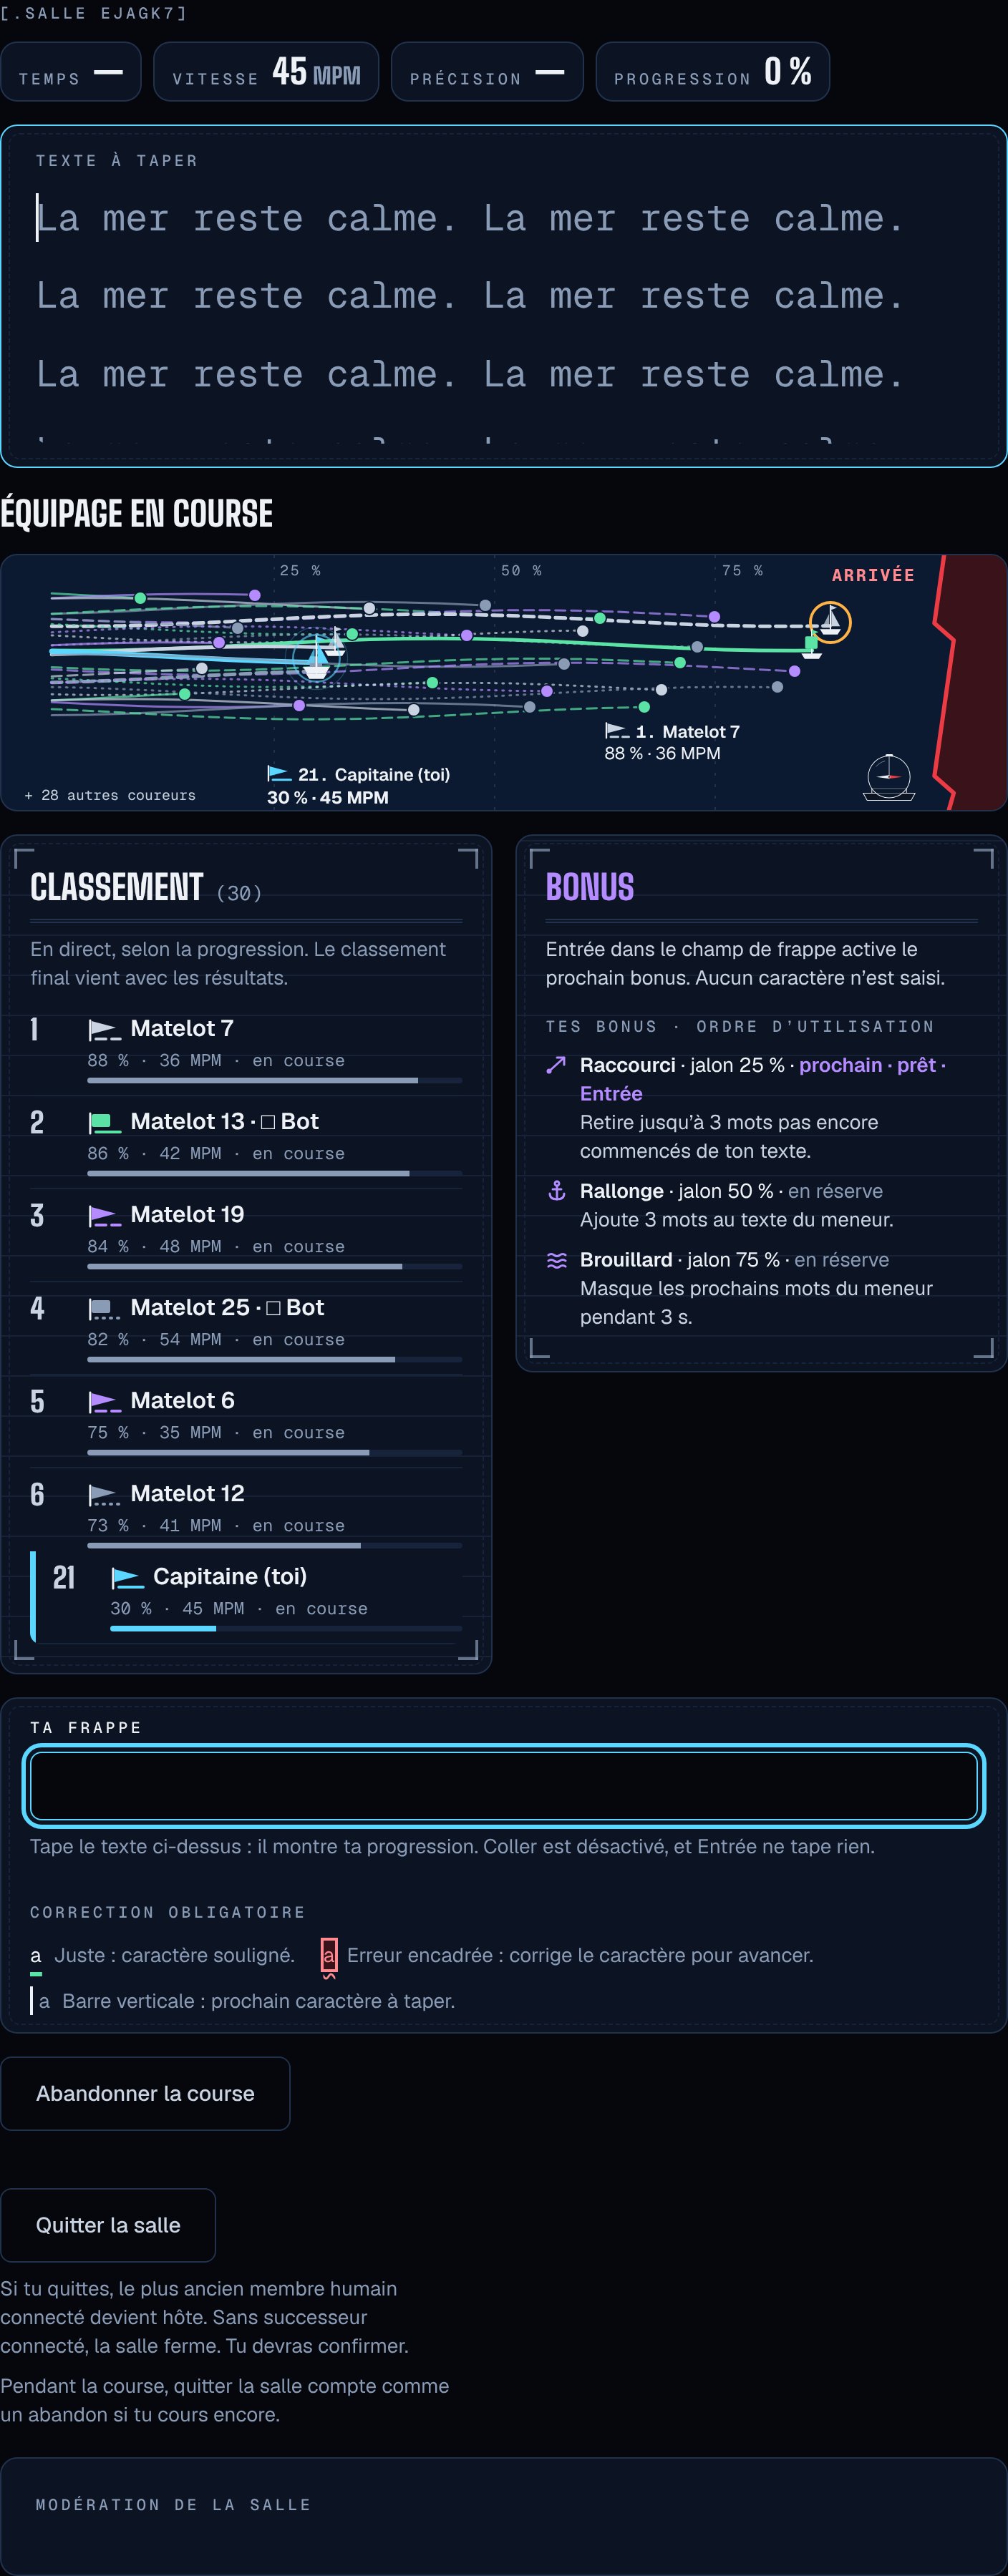 [.SALLE EJAGK7]
TEMPS —
VITESSE 45 MPM
PRÉCISION —
PROGRESSION 0 %
TEXTE À TAPER
La mer reste calme. La mer reste calme.
La mer reste calme. La mer reste calme.
La mer reste calme. La mer reste calme.
ÉQUIPAGE EN COURSE
25 %
50 %
75 %
ARRIVÉE
1. Matelot 7
88 % · 36 MPM
21. Capitaine (toi)
30 % · 45 MPM
+ 28 autres coureurs
CLASSEMENT (30)
En direct, selon la progression. Le classement
final vient avec les résultats.
1 Matelot 7
88 % · 36 MPM · en course
2 Matelot 13 · □ Bot
86 % · 42 MPM · en course
3 Matelot 19
84 % · 48 MPM · en course
4 Matelot 25 · □ Bot
82 % · 54 MPM · en course
5 Matelot 6
75 % · 35 MPM · en course
6 Matelot 12
73 % · 41 MPM · en course
21 Capitaine (toi)
30 % · 45 MPM · en course
BONUS
Entrée dans le champ de frappe active le
prochain bonus. Aucun caractère n’est saisi.
TES BONUS · ORDRE D’UTILISATION
Raccourci · jalon 25 % · prochain · prêt ·
Entrée
Retire jusqu’à 3 mots pas encore
commencés de ton texte.
Rallonge · jalon 50 % · en réserve
Ajoute 3 mots au texte du meneur.
Brouillard · jalon 75 % · en réserve
Masque les prochains mots du meneur
pendant 3 s.
TA FRAPPE
Tape le texte ci-dessus : il montre ta progression. Coller est désactivé, et Entrée ne tape rien.
CORRECTION OBLIGATOIRE
a Juste : caractère souligné. a Erreur encadrée : corrige le caractère pour avancer.
a Barre verticale : prochain caractère à taper.
Abandonner la course
Quitter la salle
Si tu quittes, le plus ancien membre humain
connecté devient hôte. Sans successeur
connecté, la salle ferme. Tu devras confirmer.
Pendant la course, quitter la salle compte comme
un abandon si tu cours encore.
MODÉRATION DE LA SALLE